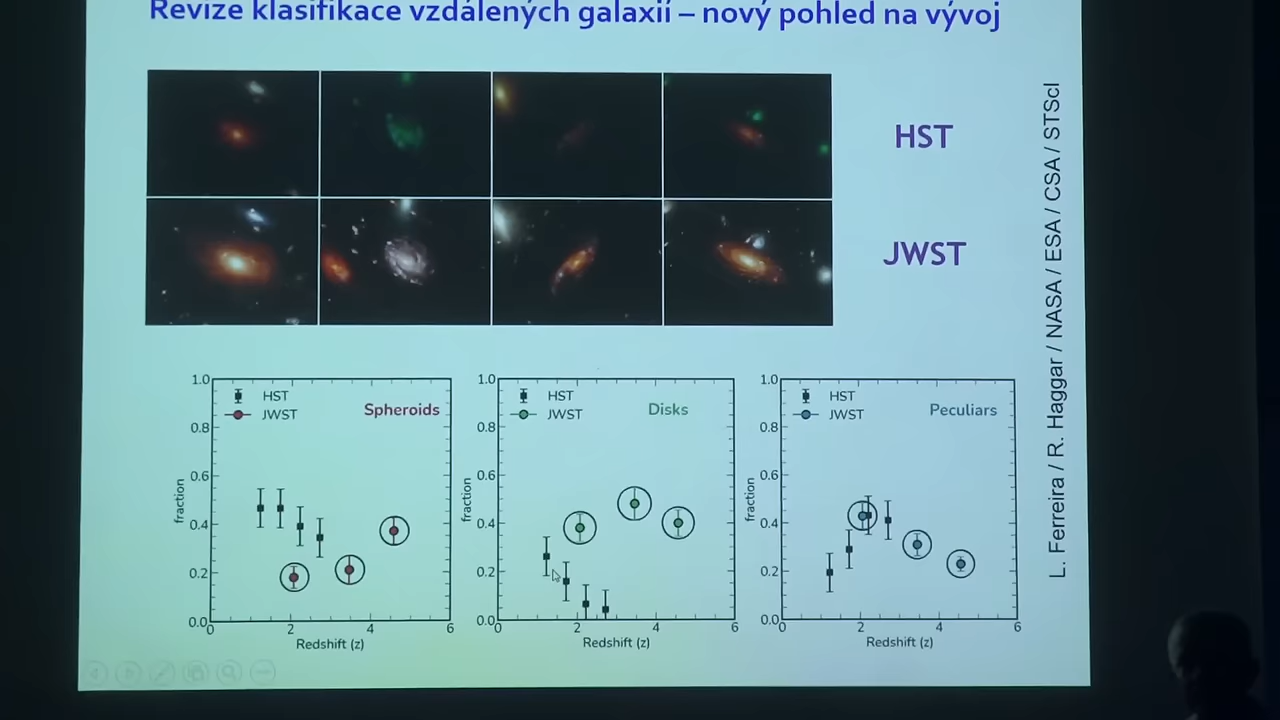 Revize klasifikace vzdálených galaxií – nový pohled na vývoj
HST
JWST
L. Ferreira / R. Haggar / NASA / ESA / CSA / STScI
1.0
0.8
0.6
0.4
0.2
0.0
fraction
HST
JWST
Spheroids
0
2
4
6
Redshift (z)
1.0
0.8
0.6
0.4
0.2
0.0
fraction
HST
JWST
Disks
0
2
4
6
Redshift (z)
1.0
0.8
0.6
0.4
0.2
0.0
fraction
HST
JWST
Peculiars
0
2
4
6
Redshift (z)